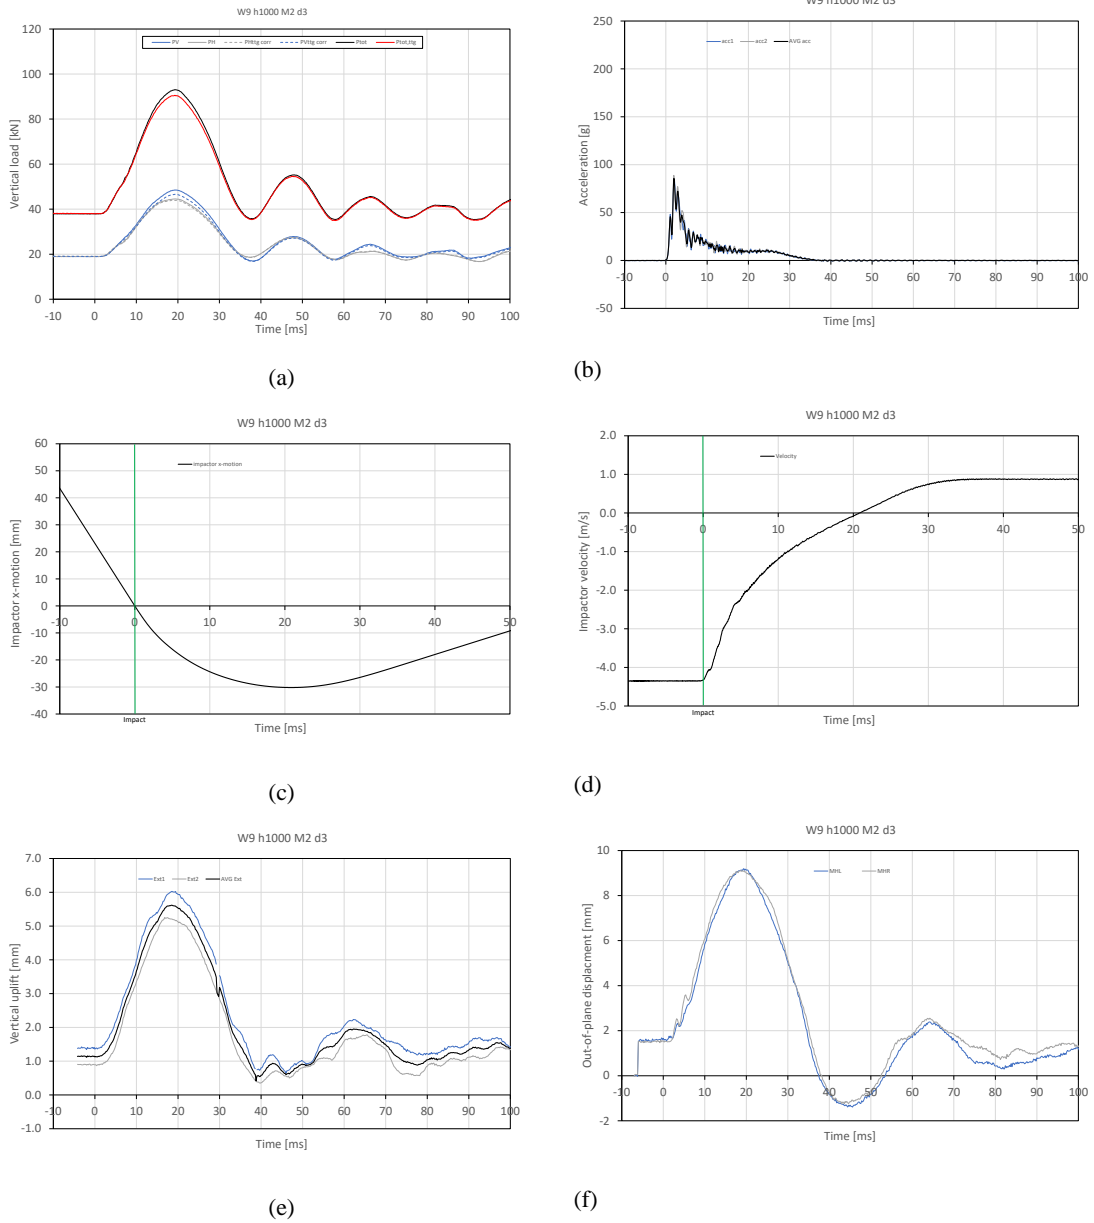 W9 h1000 M2 d3
120
100
80
60
40
20
0
-10 0 10 20 30 40 50 60 70 80 90 100
Vertical load [kN]
Time [ms]
PV PH PHttg corr PVttg corr Ptot Ptot,ttg
(a)
W9 h1000 M2 d3
250
200
150
100
50
0
-50
-10 0 10 20 30 40 50 60 70 80 90 100
Acceleration [g]
Time [ms]
acc1 acc2 AVG acc
(b)
W9 h1000 M2 d3
60
50
40
30
20
10
0
-10
-20
-30
-40
-10 0 10 20 30 40 50
Impactor x-motion [mm]
Time [ms]
Impactor x-motion
Impact
(c)
W9 h1000 M2 d3
2.0
1.0
0.0
-1.0
-2.0
-3.0
-4.0
-5.0
-10 0 10 20 30 40 50
Impactor velocity [m/s]
Time [ms]
Velocity
Impact
(d)
W9 h1000 M2 d3
7.0
6.0
5.0
4.0
3.0
2.0
1.0
0.0
-1.0
-10 0 10 20 30 40 50 60 70 80 90 100
Vertical uplift [mm]
Time [ms]
Ext1 Ext2 AVG Ext
(e)
W9 h1000 M2 d3
10
8
6
4
2
0
-2
-10 0 10 20 30 40 50 60 70 80 90 100
Out-of-plane displacment [mm]
Time [ms]
MHL MHR
(f)